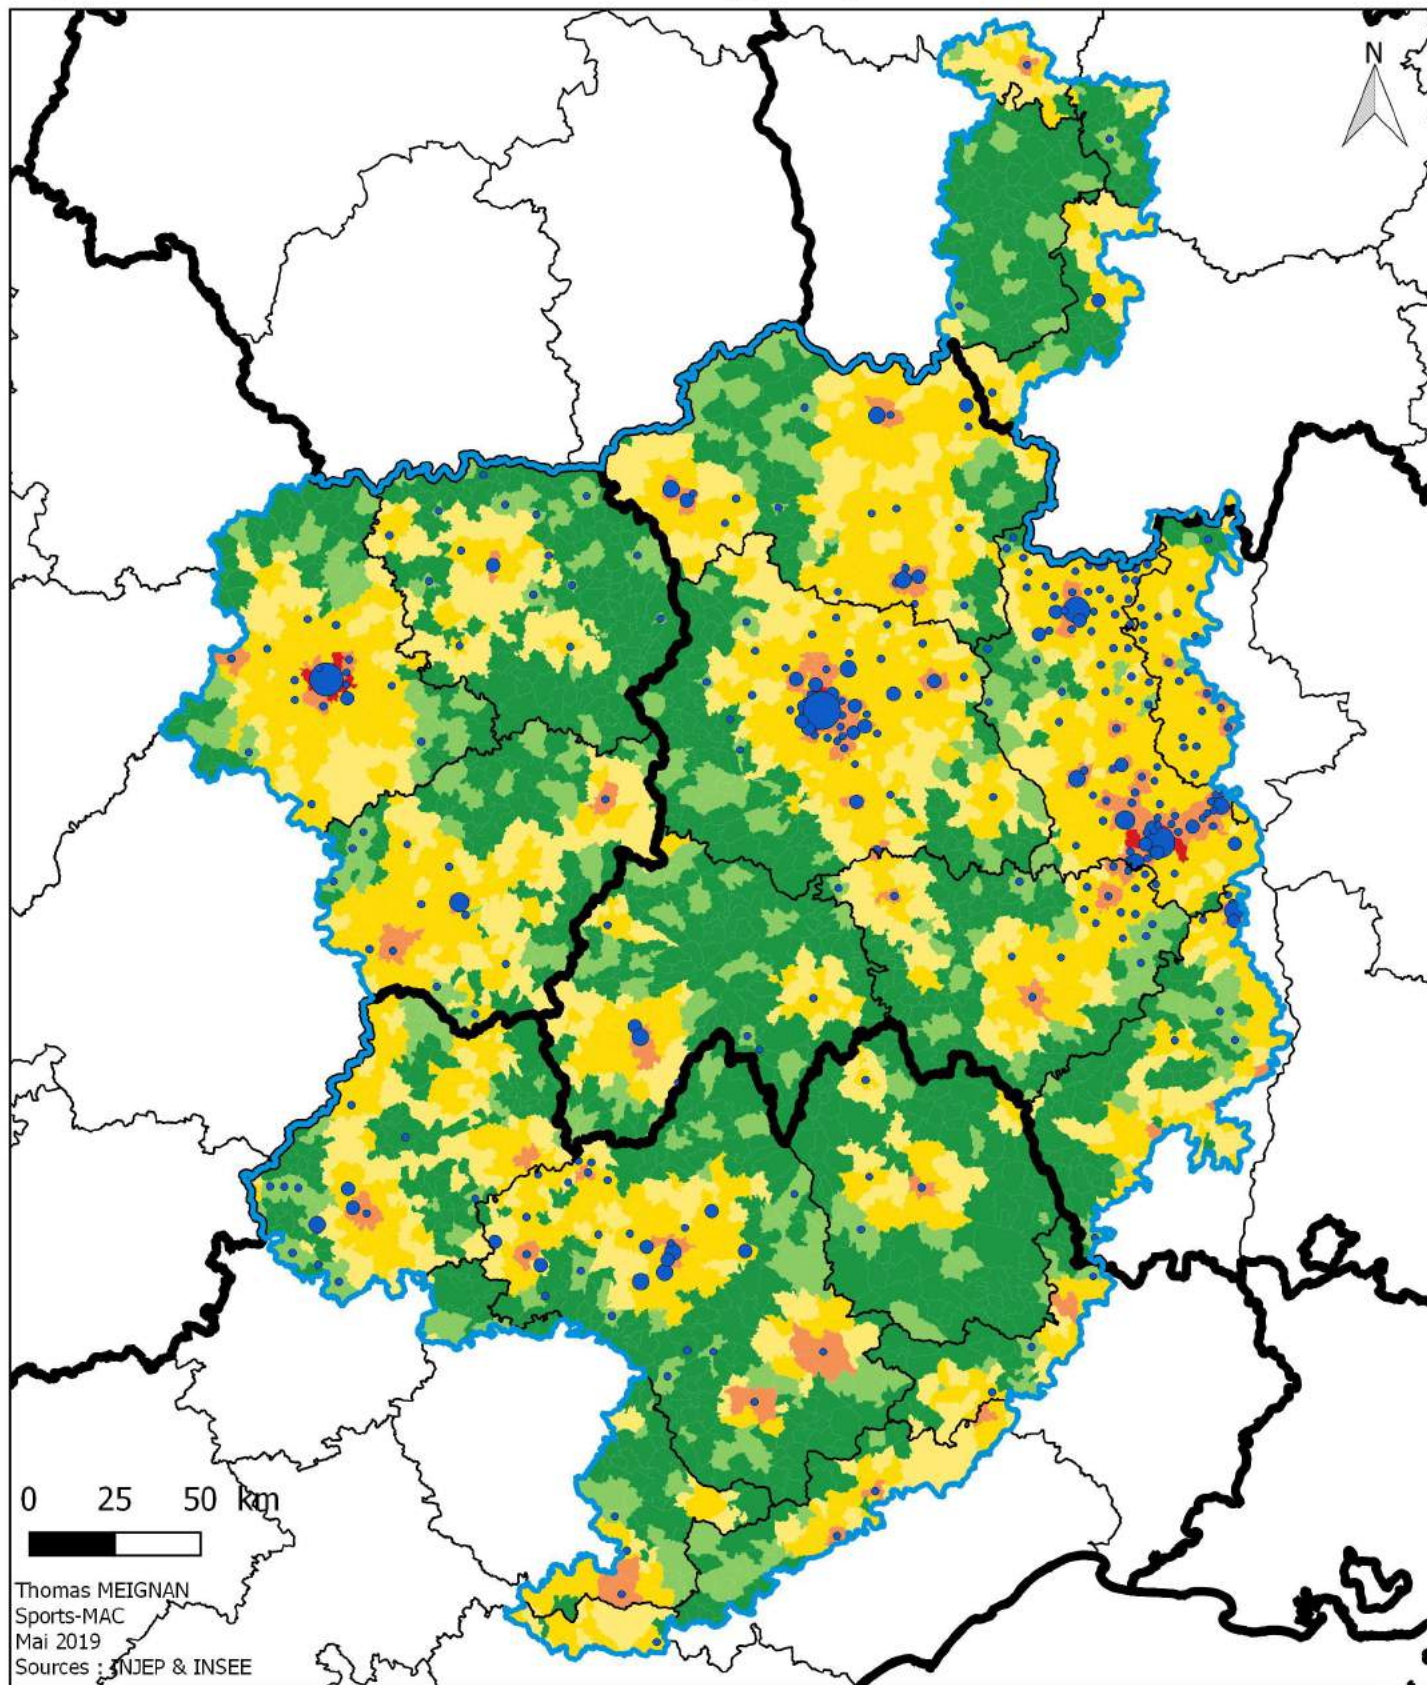 N
0 25 50 km
Thomas MEIGNAN
Sports-MAC
Mai 2019
Sources : INJEP & INSEE